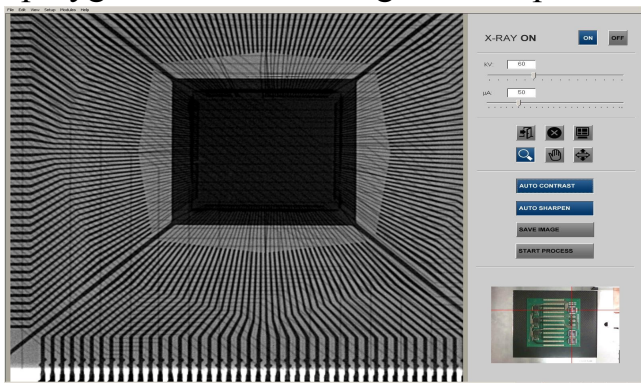 File Edit View Setup Modules Help
X-RAY ON
ON
OFF
kV:
60
µA:
50
AUTO CONTRAST
AUTO SHARPEN
SAVE IMAGE
START PROCESS